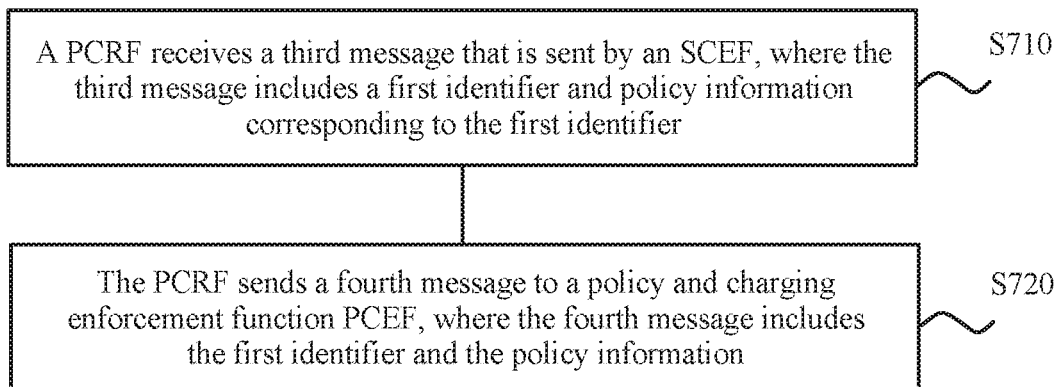 A PCRF receives a third message that is sent by an SCEF, where the
third message includes a first identifier and policy information
corresponding to the first identifier
S710
The PCRF sends a fourth message to a policy and charging
enforcement function PCEF, where the fourth message includes
the first identifier and the policy information
S720